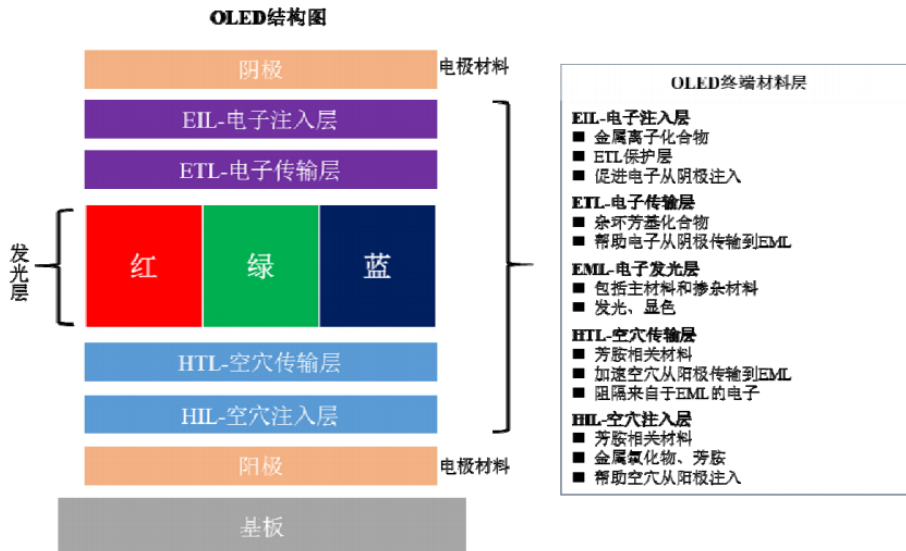 OLED结构图
阴极
电极材料
EIL-电子注入层
ETL-电子传输层
发光层
红
绿
蓝
HTL-空穴传输层
HIL-空穴注入层
阳极
电极材料
基板
OLED终端材料层
EIL-电子注入层
■ 金属离子化合物
■ ETL保护层
■ 促进电子从阴极注入
ETL-电子传输层
■ 杂环芳基化合物
■ 帮助电子从阴极传输到EML
EML-电子发光层
■ 包括主材料和掺杂材料
■ 发光、显色
HTL-空穴传输层
■ 芳胺相关材料
■ 加速空穴从阳极传输到EML
■ 阻隔来自于EML的电子
HIL-空穴注入层
■ 芳胺相关材料
■ 金属氧化物、芳胺
■ 帮助空穴从阳极注入